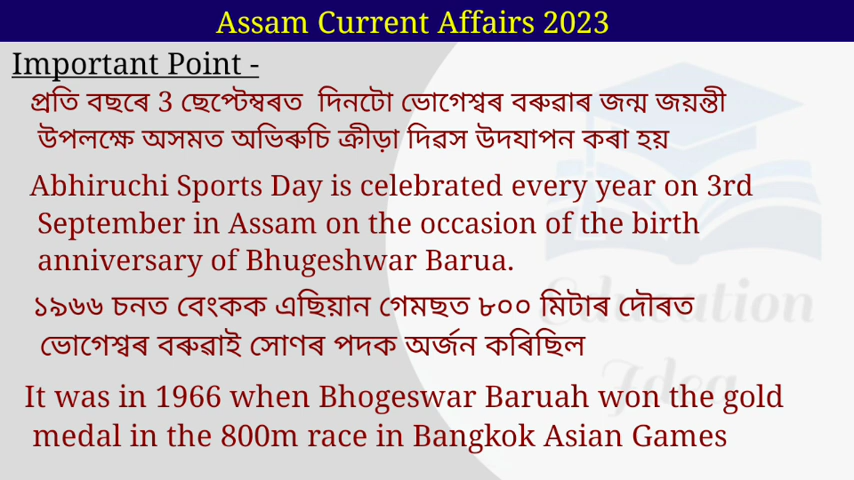 Assam Current Affairs 2023
Important Point -
প্ৰতি বছৰে 3 ছেপ্টেম্বৰত দিনটো ভোগেশ্বৰ বৰুৱাৰ জন্ম জয়ন্তী
উপলক্ষে অসমত অভিৰুচি ক্ৰীড়া দিৱস উদযাপন কৰা হয়
Abhiruchi Sports Day is celebrated every year on 3rd
September in Assam on the occasion of the birth
anniversary of Bhugeshwar Barua.
১৯৬৬ চনত বেংকক এছিয়ান গেমছত ৮০০ মিটাৰ দৌৰত
ভোগেশ্বৰ বৰুৱাই সোণৰ পদক অৰ্জন কৰিছিল
It was in 1966 when Bhogeswar Baruah won the gold
medal in the 800m race in Bangkok Asian Games
Education
Idea